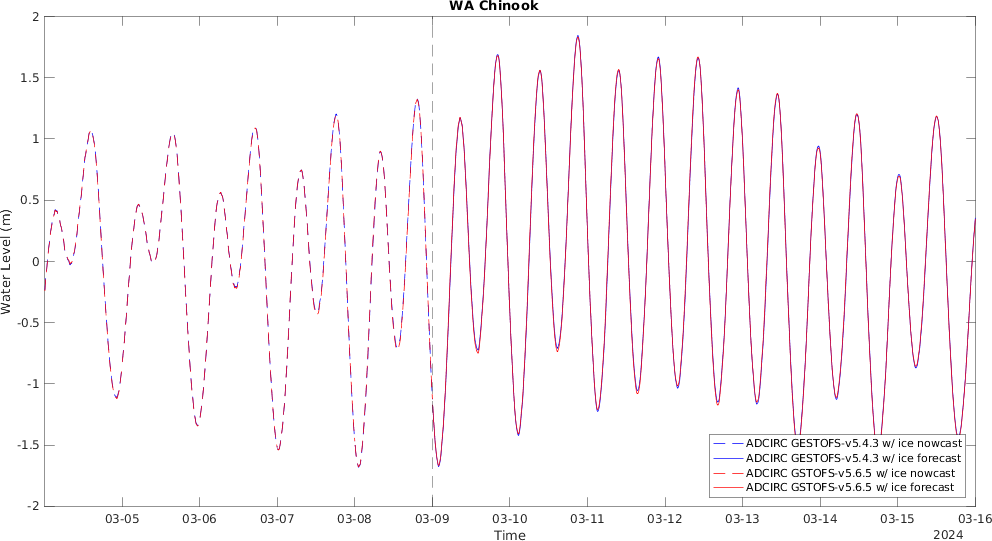 WA Chinook
2
1.5
1
0.5
0
-0.5
-1
-1.5
-2
Water Level (m)
03-05 03-06 03-07 03-08 03-09 03-10 03-11 03-12 03-13 03-14 03-15 03-16
Time
2024
ADCIRC GESTOFS-v5.4.3 w/ ice nowcast
ADCIRC GESTOFS-v5.4.3 w/ ice forecast
ADCIRC GSTOFS-v5.6.5 w/ ice nowcast
ADCIRC GSTOFS-v5.6.5 w/ ice forecast